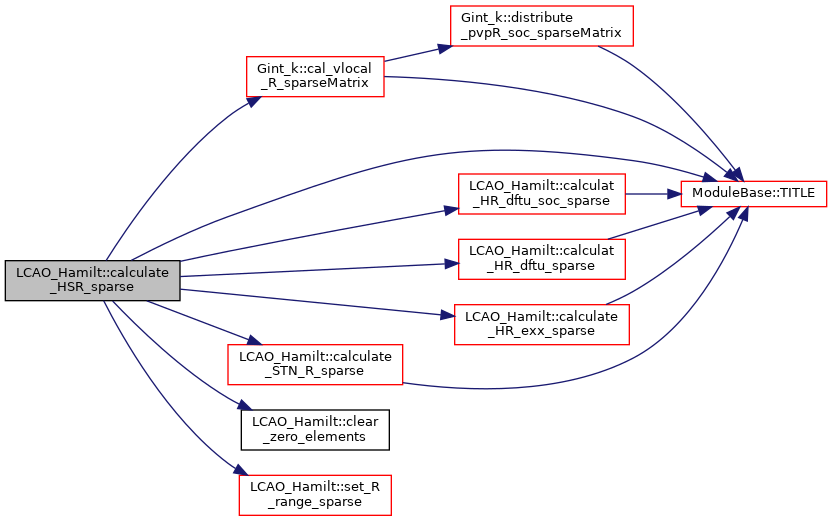 Gint_k::distribute
_pvpR_soc_sparseMatrix
Gint_k::cal_vlocal
_R_sparseMatrix
LCAO_Hamilt::calculat
_HR_dftu_soc_sparse
ModuleBase::TITLE
LCAO_Hamilt::calculat
_HR_dftu_sparse
LCAO_Hamilt::calculate
_HSR_sparse
LCAO_Hamilt::calculate
_HR_exx_sparse
LCAO_Hamilt::calculate
_STN_R_sparse
LCAO_Hamilt::clear
_zero_elements
LCAO_Hamilt::set_R
_range_sparse